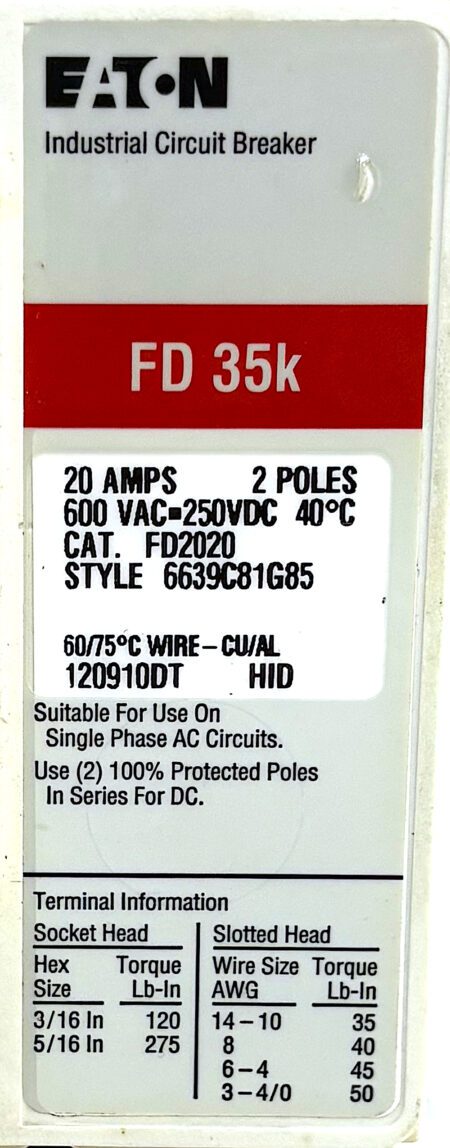 EATON
Industrial Circuit Breaker
FD 35k
20 AMPS 2 POLES
600 VAC=250VDC 40°C
CAT. FD2020
STYLE 6639C81G85
60/75°C WIRE-CU/AL
120910DT HID
Suitable For Use On
Single Phase AC Circuits.
Use (2) 100% Protected Poles
In Series For DC.
Terminal Information
Socket Head Slotted Head
Hex Torque Wire Size Torque
Size Lb-In AWG Lb-In
3/16 In 120 14-10 35
5/16 In 275 8 40
6-4 45
3-4/0 50